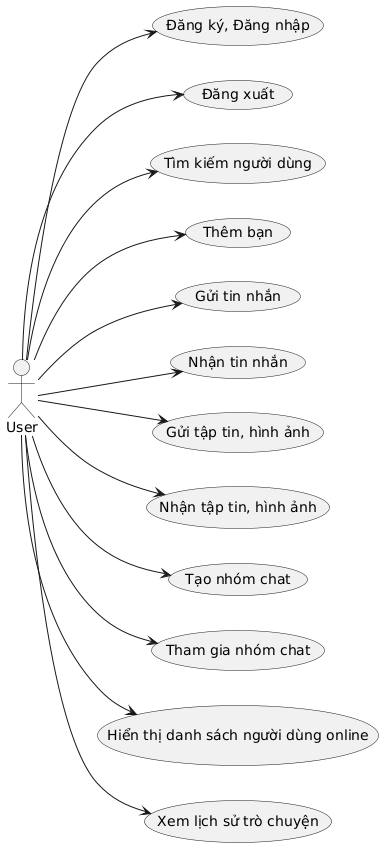 Đăng ký, Đăng nhập
Đăng xuất
Tìm kiếm người dùng
Thêm bạn
Gửi tin nhắn
Nhận tin nhắn
User
Gửi tập tin, hình ảnh
Nhận tập tin, hình ảnh
Tạo nhóm chat
Tham gia nhóm chat
Hiển thị danh sách người dùng online
Xem lịch sử trò chuyện